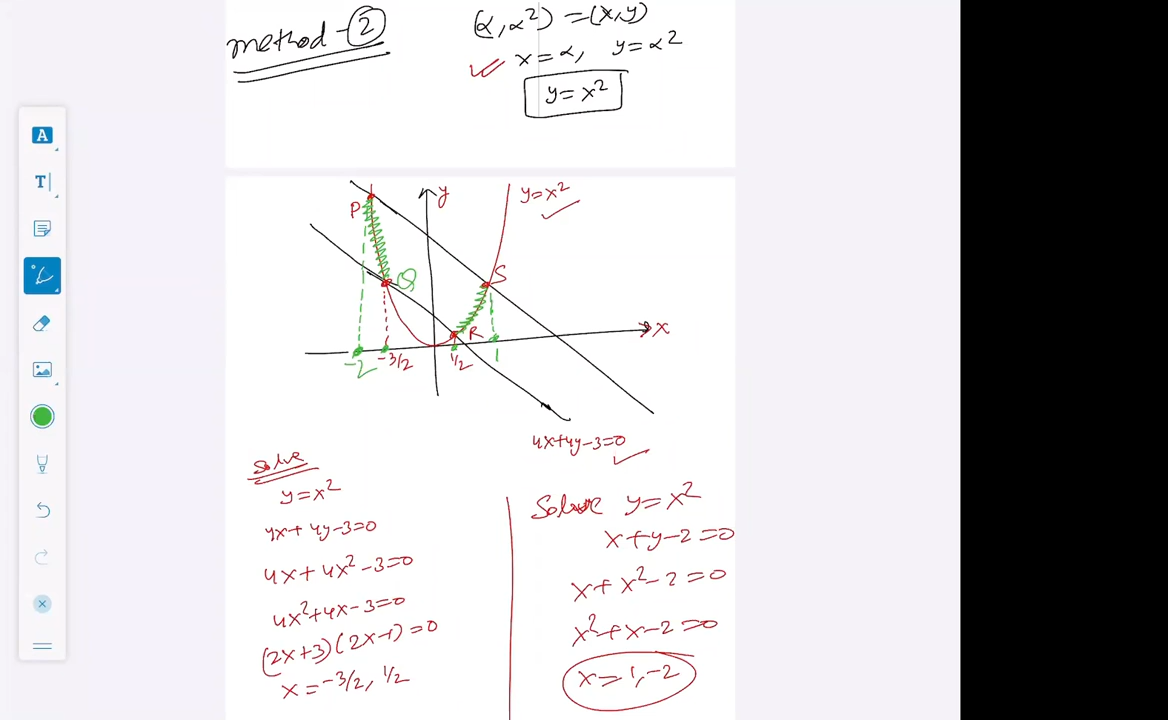 method-②
(α, α²) = (x, y)
x = α, y = α²
y = x²
y
y = x²
P
Q
S
R
x
-2
-3/2
1/2
1
4x+4y-3=0
Solve
y = x²
4x+4y-3=0
4x+4x²-3=0
4x²+4x-3=0
(2x+3)(2x-1)=0
x = -3/2, 1/2
Solve y = x²
x+y-2=0
x+x²-2=0
x²+x-2=0
x = 1, -2
A
T